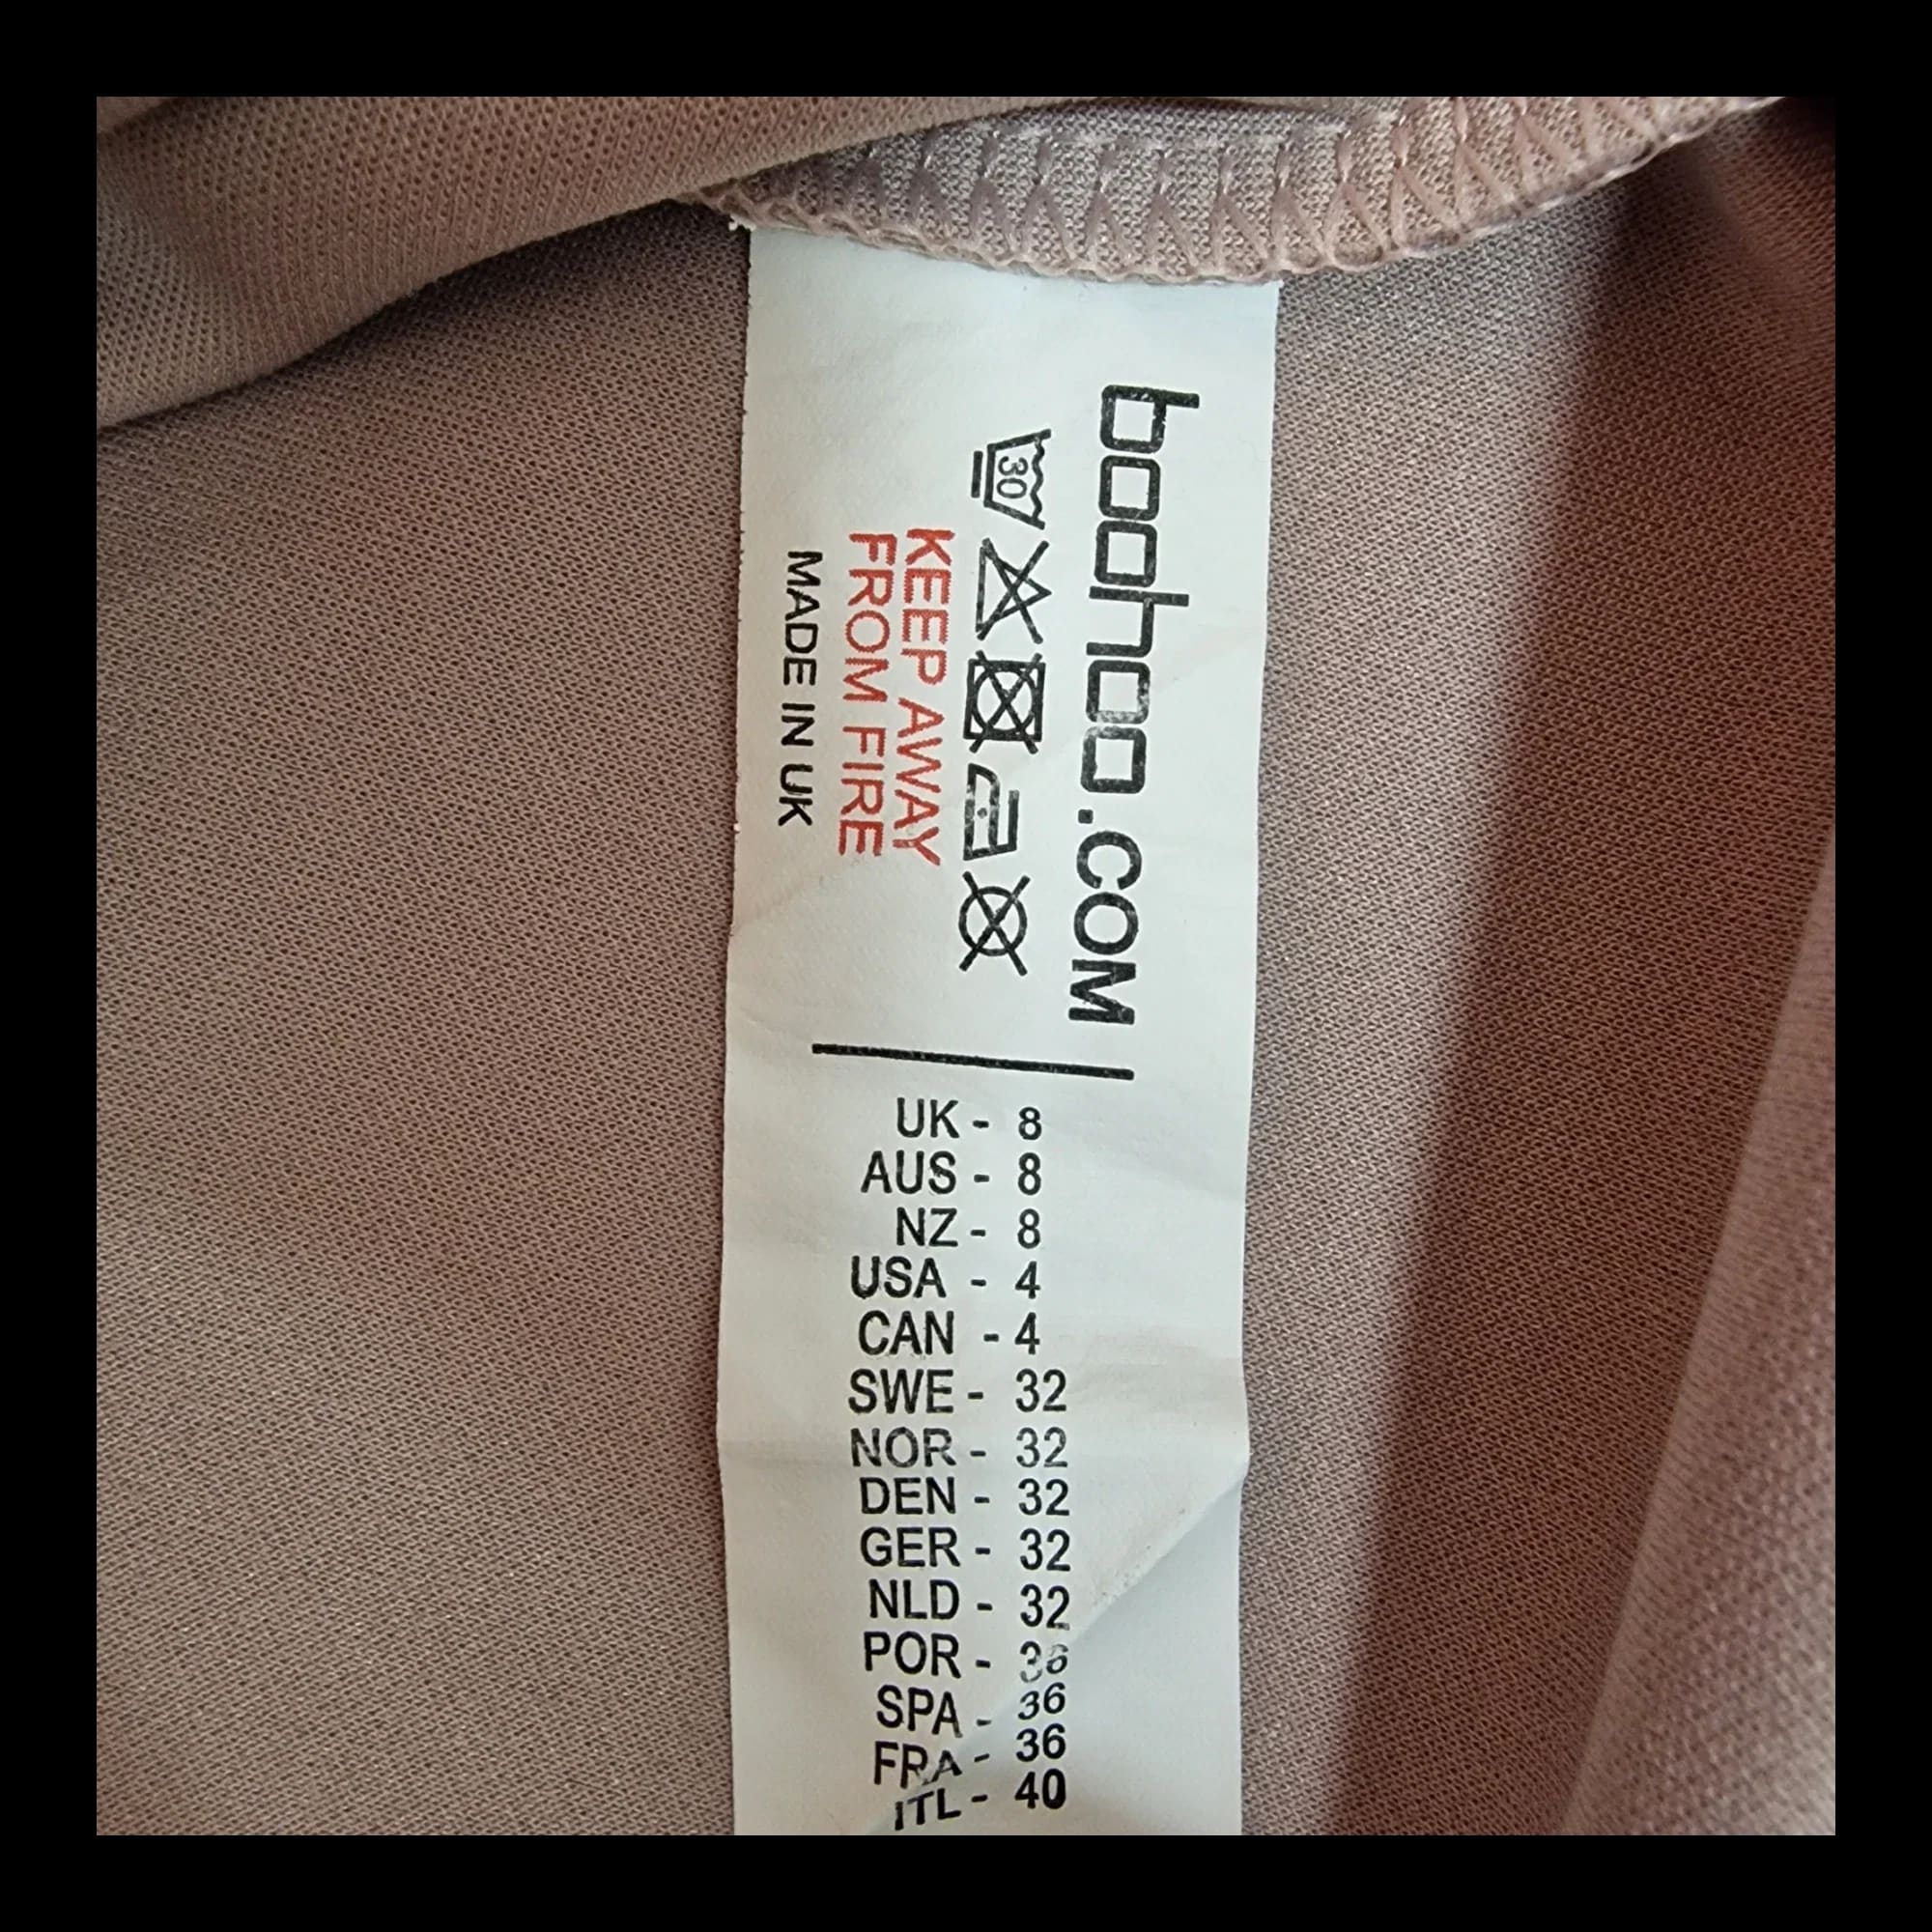 boohoo.COM
30
KEEP AWAY
FROM FIRE
MADE IN UK
UK - 8
AUS - 8
NZ - 8
USA - 4
CAN - 4
SWE - 32
NOR - 32
DEN - 32
GER - 32
NLD - 32
POR - 36
SPA - 36
FRA - 36
ITL - 40